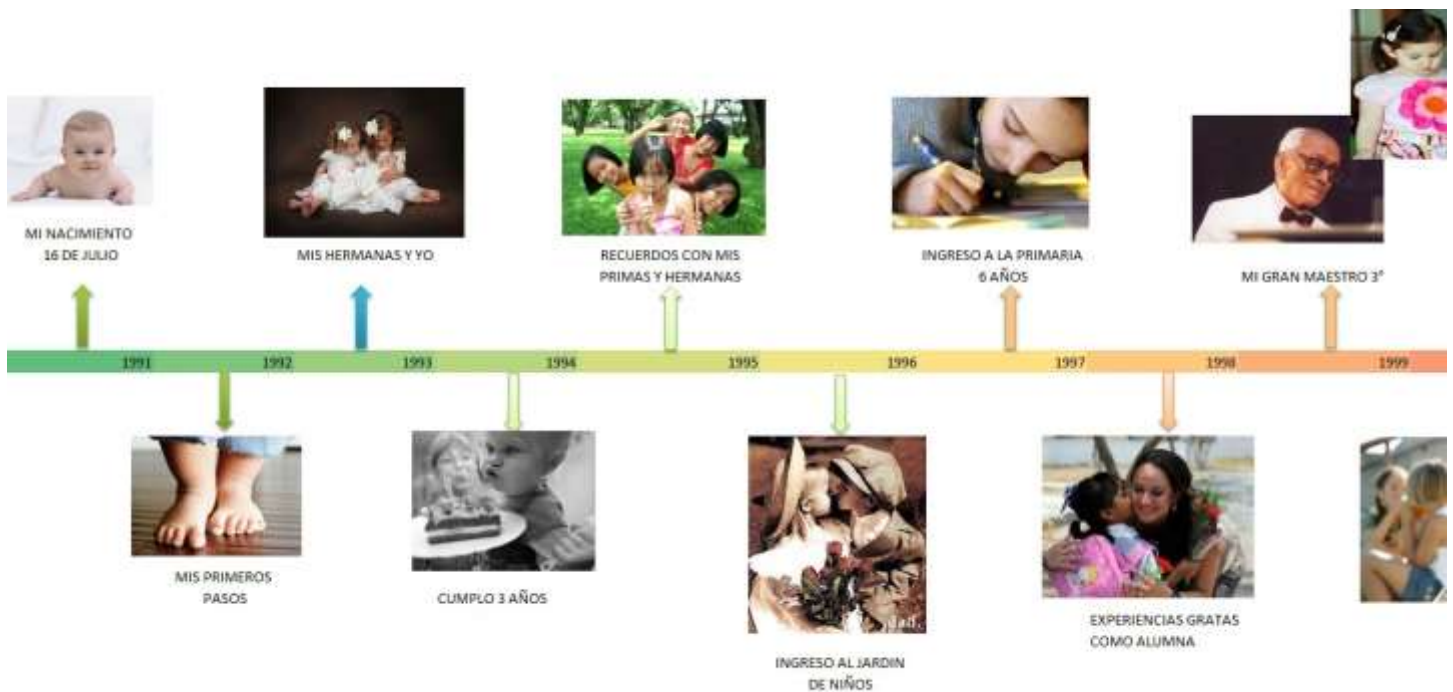 MI NACIMIENTO
16 DE JULIO
MIS HERMANAS Y YO
RECUERDOS CON MIS
PRIMAS Y HERMANAS
INGRESO A LA PRIMARIA
6 AÑOS
MI GRAN MAESTRO 3°
1991
1992
1993
1994
1995
1996
1997
1998
1999
MIS PRIMEROS
PASOS
CUMPLO 3 AÑOS
INGRESO AL JARDIN
DE NIÑOS
EXPERIENCIAS GRATAS
COMO ALUMNA